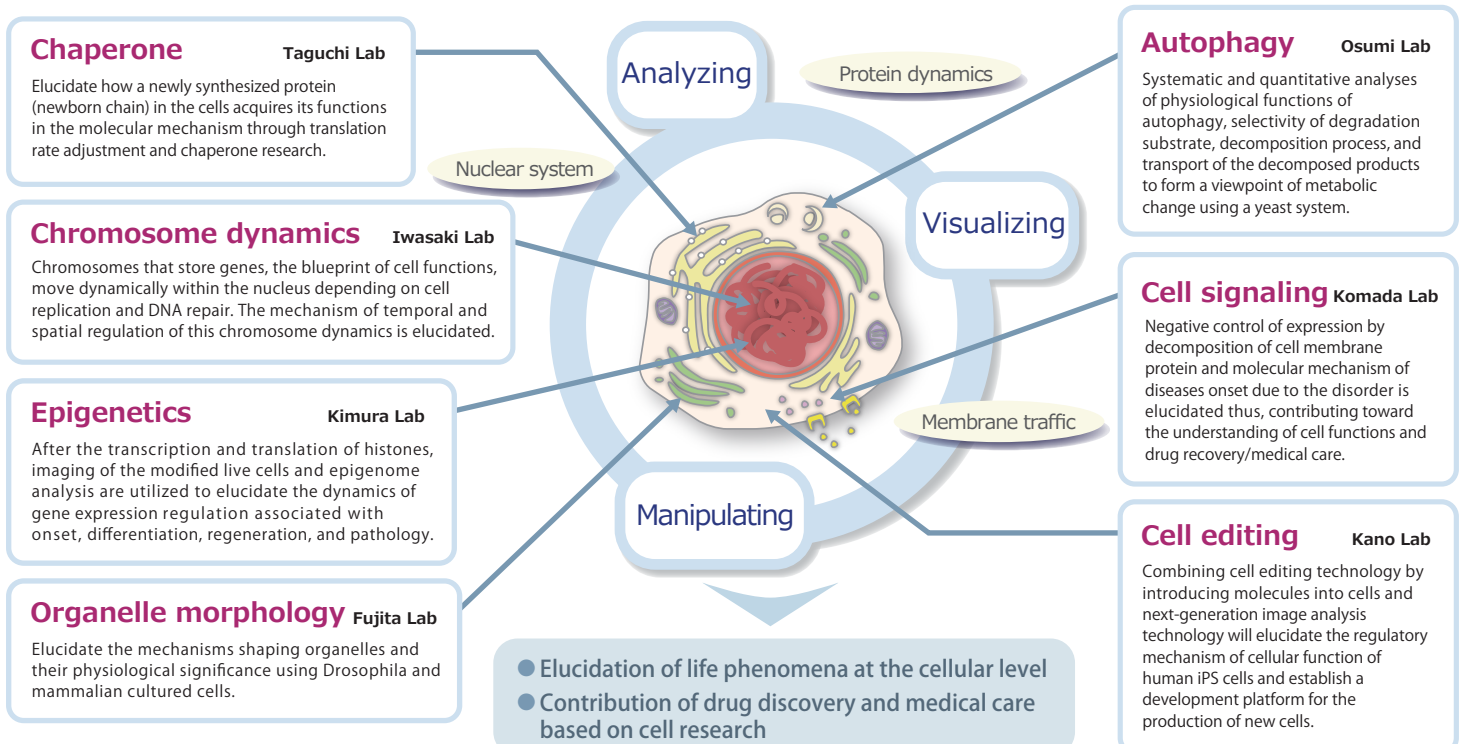 Chaperone
Taguchi Lab
Elucidate how a newly synthesized protein
(newborn chain) in the cells acquires its functions
in the molecular mechanism through translation
rate adjustment and chaperone research.
Chromosome dynamics
Iwasaki Lab
Chromosomes that store genes, the blueprint of cell functions,
move dynamically within the nucleus depending on cell
replication and DNA repair. The mechanism of temporal and
spatial regulation of this chromosome dynamics is elucidated.
Epigenetics
Kimura Lab
After the transcription and translation of histones,
imaging of the modified live cells and epigenome
analysis are utilized to elucidate the dynamics of
gene expression regulation associated with
onset, differentiation, regeneration, and pathology.
Organelle morphology
Fujita Lab
Elucidate the mechanisms shaping organelles and
their physiological significance using Drosophila and
mammalian cultured cells.
Analyzing
Protein dynamics
Nuclear system
Visualizing
Membrane traffic
Manipulating
● Elucidation of life phenomena at the cellular level
● Contribution of drug discovery and medical care
based on cell research
Autophagy
Osumi Lab
Systematic and quantitative analyses
of physiological functions of
autophagy, selectivity of degradation
substrate, decomposition process, and
transport of the decomposed products
to form a viewpoint of metabolic
change using a yeast system.
Cell signaling
Komada Lab
Negative control of expression by
decomposition of cell membrane
protein and molecular mechanism of
diseases onset due to the disorder is
elucidated thus, contributing toward
the understanding of cell functions and
drug recovery/medical care.
Cell editing
Kano Lab
Combining cell editing technology by
introducing molecules into cells and
next-generation image analysis
technology will elucidate the regulatory
mechanism of cellular function of
human iPS cells and establish a
development platform for the
production of new cells.